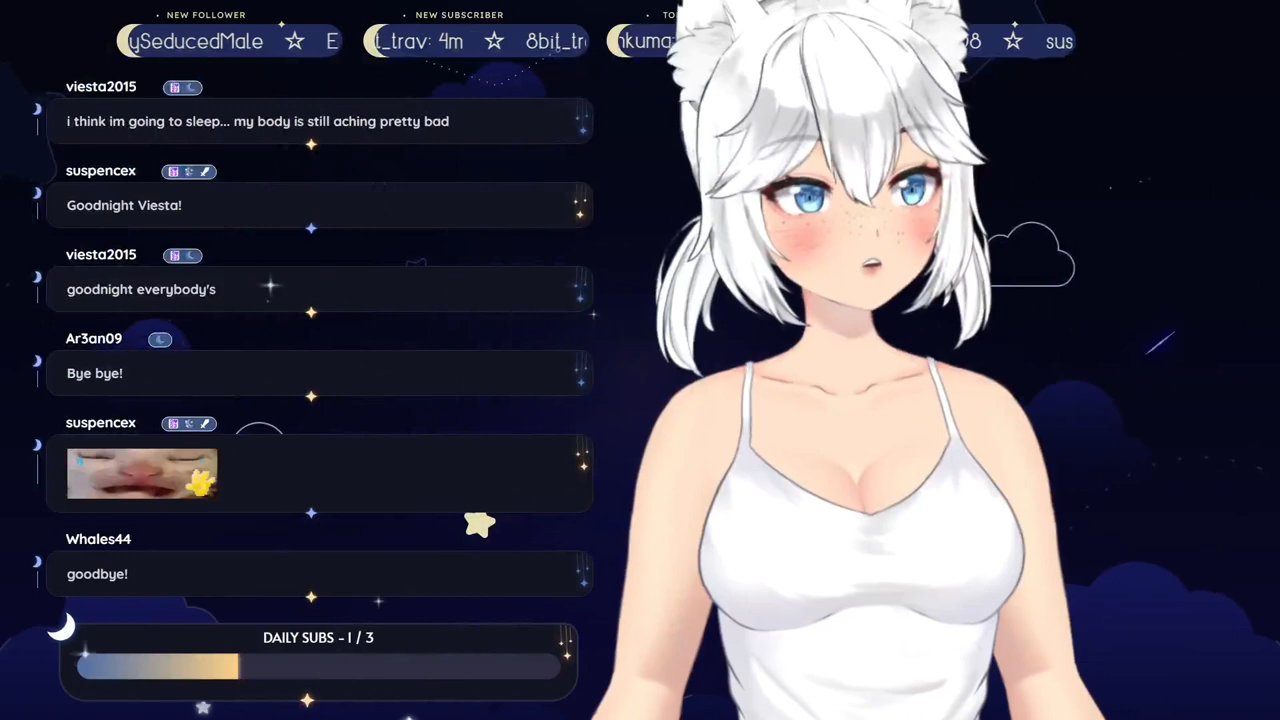 NEW FOLLOWER
NEW SUBSCRIBER
ySeducedMale ☆ E
t_trav: 4m ☆ 8bit_tr
nkuma
☆ sus
viesta2015
i think im going to sleep... my body is still aching pretty bad
suspencex
Goodnight Viesta!
viesta2015
goodnight everybody's
Ar3an09
Bye bye!
suspencex
Whales44
goodbye!
DAILY SUBS - 1 / 3